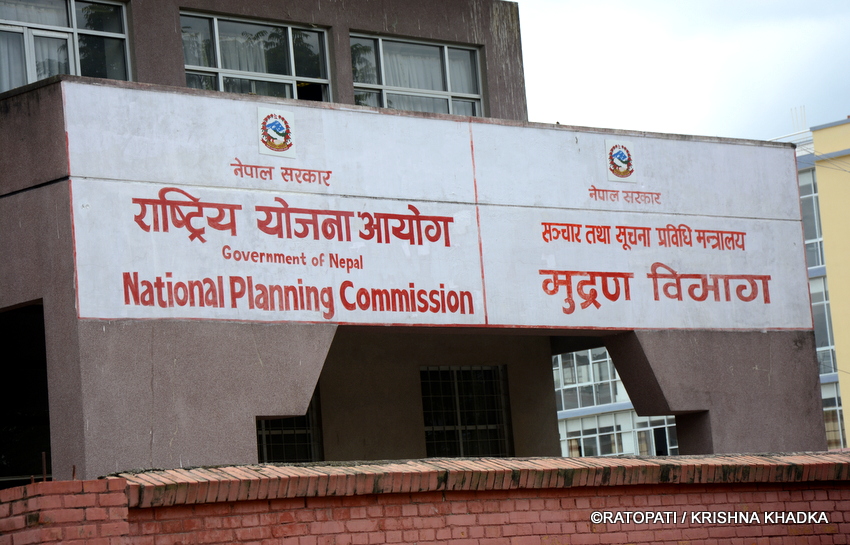 नेपाल सरकार
राष्ट्रिय योजना आयोग
Government of Nepal
National Planning Commission
नेपाल सरकार
सञ्चार तथा सूचना प्रविधि मन्त्रालय
मुद्रण विभाग
©RATOPATI / KRISHNA KHADKA